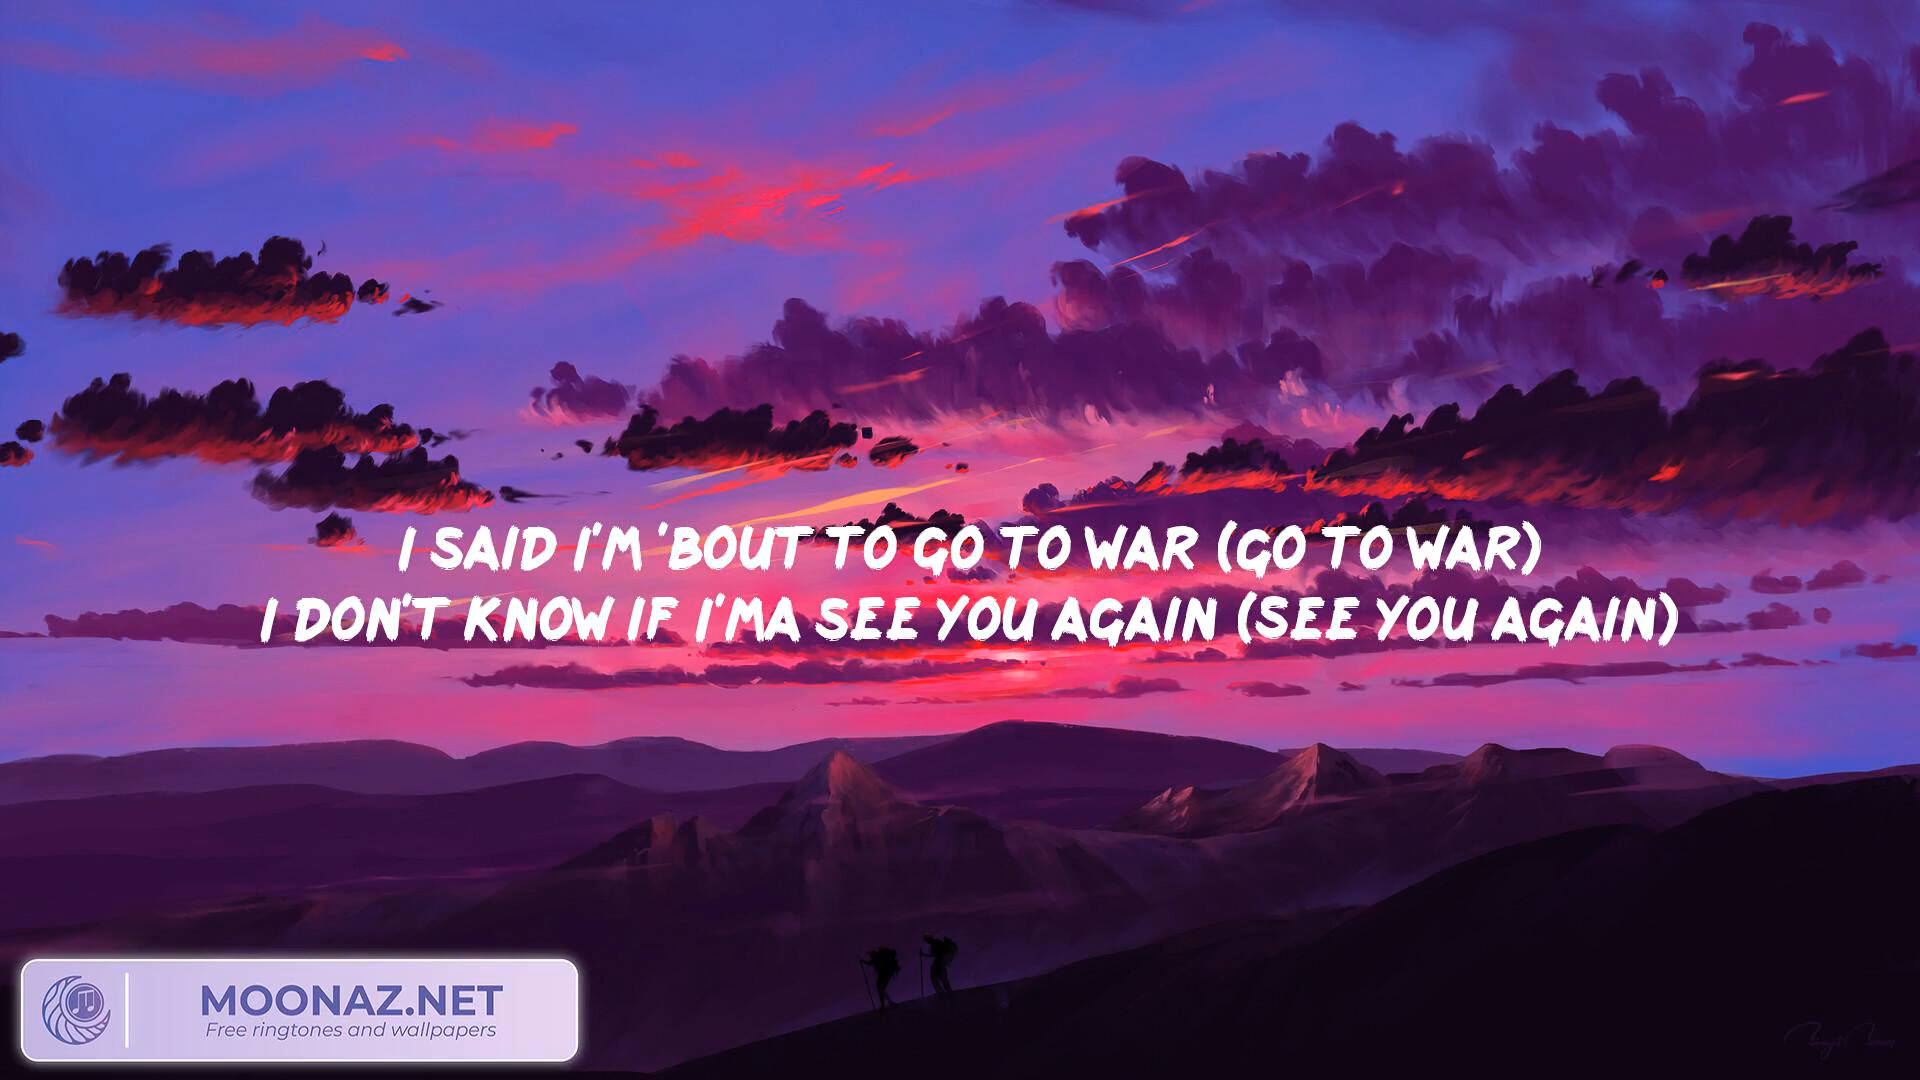 I SAID I'M 'BOUT TO GO TO WAR (GO TO WAR)
I DON'T KNOW IF I'MA SEE YOU AGAIN (SEE YOU AGAIN)
MOONAZ.NET
Free ringtones and wallpapers